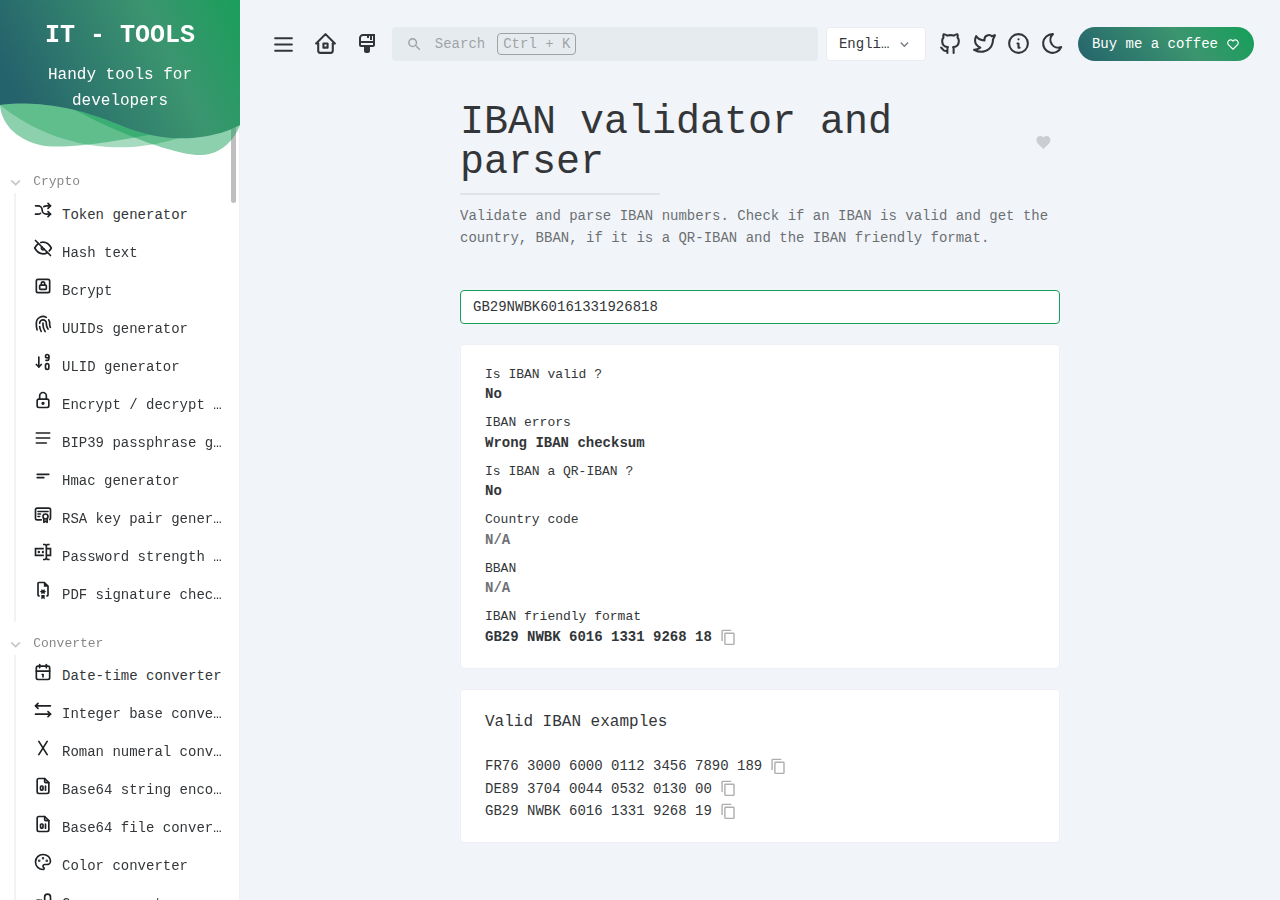 IT - TOOLS
Handy tools for
developers
Crypto
Token generator
Hash text
Bcrypt
UUIDs generator
ULID generator
Encrypt / decrypt …
BIP39 passphrase g…
Hmac generator
RSA key pair gener…
Password strength …
PDF signature chec…
Converter
Date-time converter
Integer base conve…
Roman numeral conv…
Base64 string enco…
Base64 file conver…
Color converter
Search Ctrl + K
Engli…
Buy me a coffee
IBAN validator and
parser
Validate and parse IBAN numbers. Check if an IBAN is valid and get the
country, BBAN, if it is a QR-IBAN and the IBAN friendly format.
GB29NWBK60161331926818
Is IBAN valid ?
No
IBAN errors
Wrong IBAN checksum
Is IBAN a QR-IBAN ?
No
Country code
N/A
BBAN
N/A
IBAN friendly format
GB29 NWBK 6016 1331 9268 18
Valid IBAN examples
FR76 3000 6000 0112 3456 7890 189
DE89 3704 0044 0532 0130 00
GB29 NWBK 6016 1331 9268 19